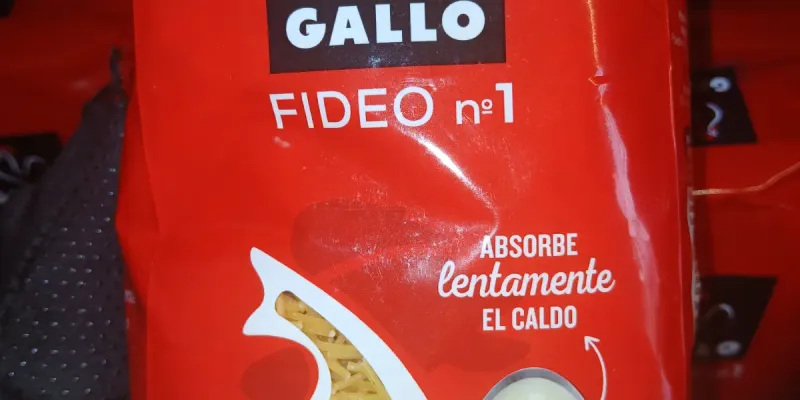 GALLO
FIDEO nº1
ABSORBE
lentamente
EL CALDO